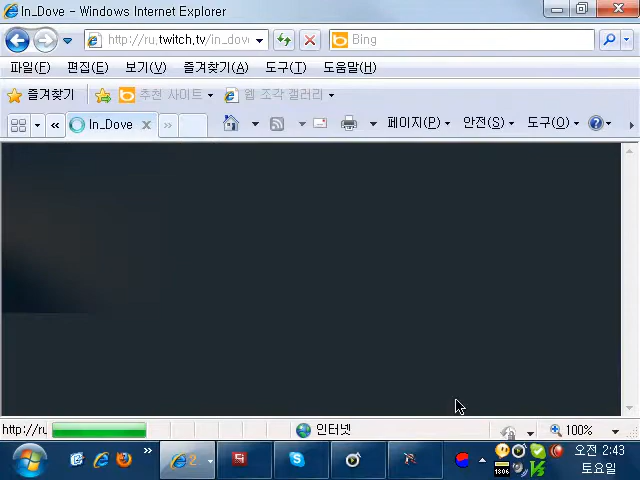 In_Dove - Windows Internet Explorer
http://ru.twitch.tv/in_dove
Bing
파일(F) 편집(E) 보기(V) 즐겨찾기(A) 도구(T) 도움말(H)
즐겨찾기 추천 사이트 웹 조각 갤러리
In_Dove 페이지(P) 안전(S) 도구(O)
http://ru 인터넷 100%
2 1806 오전 2:43
토요일